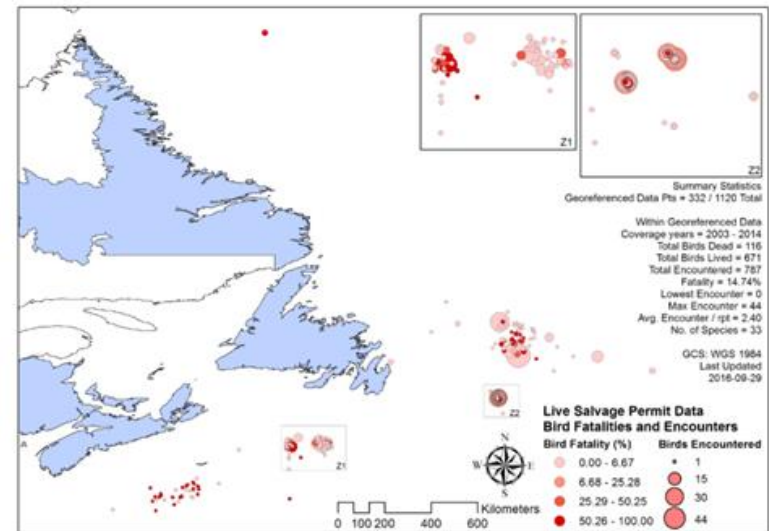 Z1
Z2
Summary Statistics
Georeferenced Data Pts = 332 / 1120 Total
Within Georeferenced Data
Coverage years = 2003 - 2014
Total Birds Dead = 116
Total Birds Lived = 671
Total Encountered = 787
Fatality = 14.74%
Lowest Encounter = 0
Max Encounter = 44
Avg. Encounter / rpt = 2.40
No. of Species = 33
GCS: WGS 1984
Last Updated
2016-09-29
Z2
Z1
Live Salvage Permit Data
Bird Fatalities and Encounters
Bird Fatality (%) Birds Encountered
0.00 - 6.67 1
6.68 - 25.28 15
25.29 - 50.25 30
50.26 - 100.00 44
N
W E
S
Kilometers
0 100 200 400 600